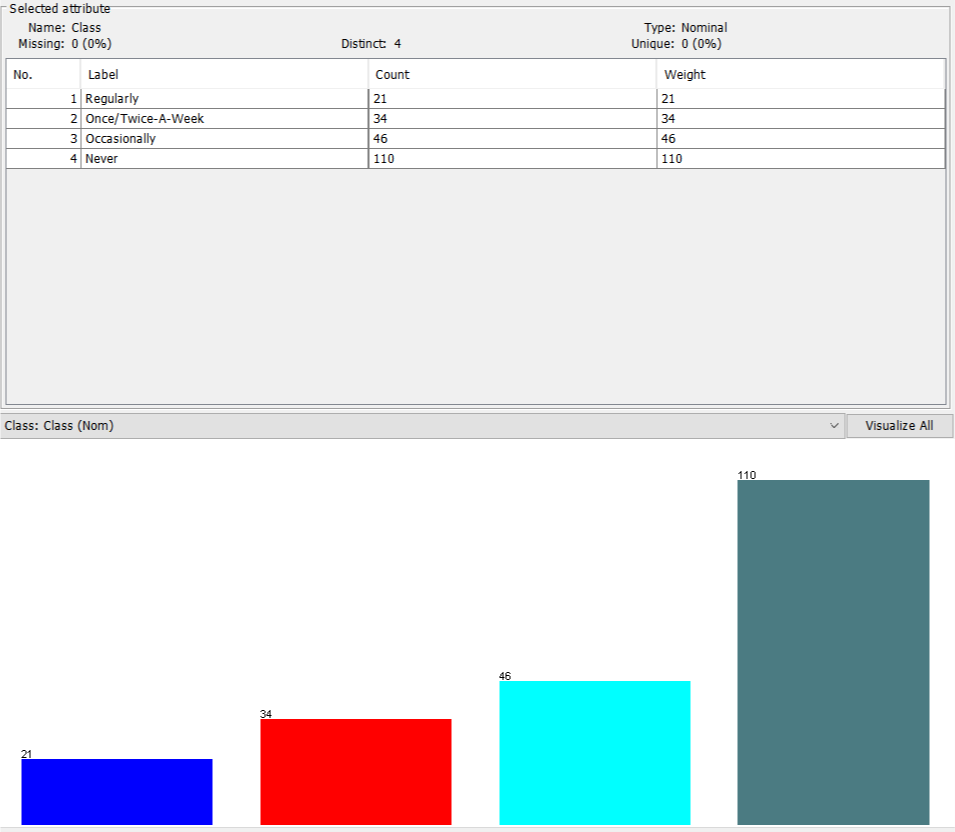 Selected attribute
Name: Class Type: Nominal
Missing: 0 (0%) Distinct: 4 Unique: 0 (0%)
No. Label Count Weight
1 Regularly 21 21
2 Once/Twice-A-Week 34 34
3 Occasionally 46 46
4 Never 110 110
Class: Class (Nom) Visualize All
110
46
34
21